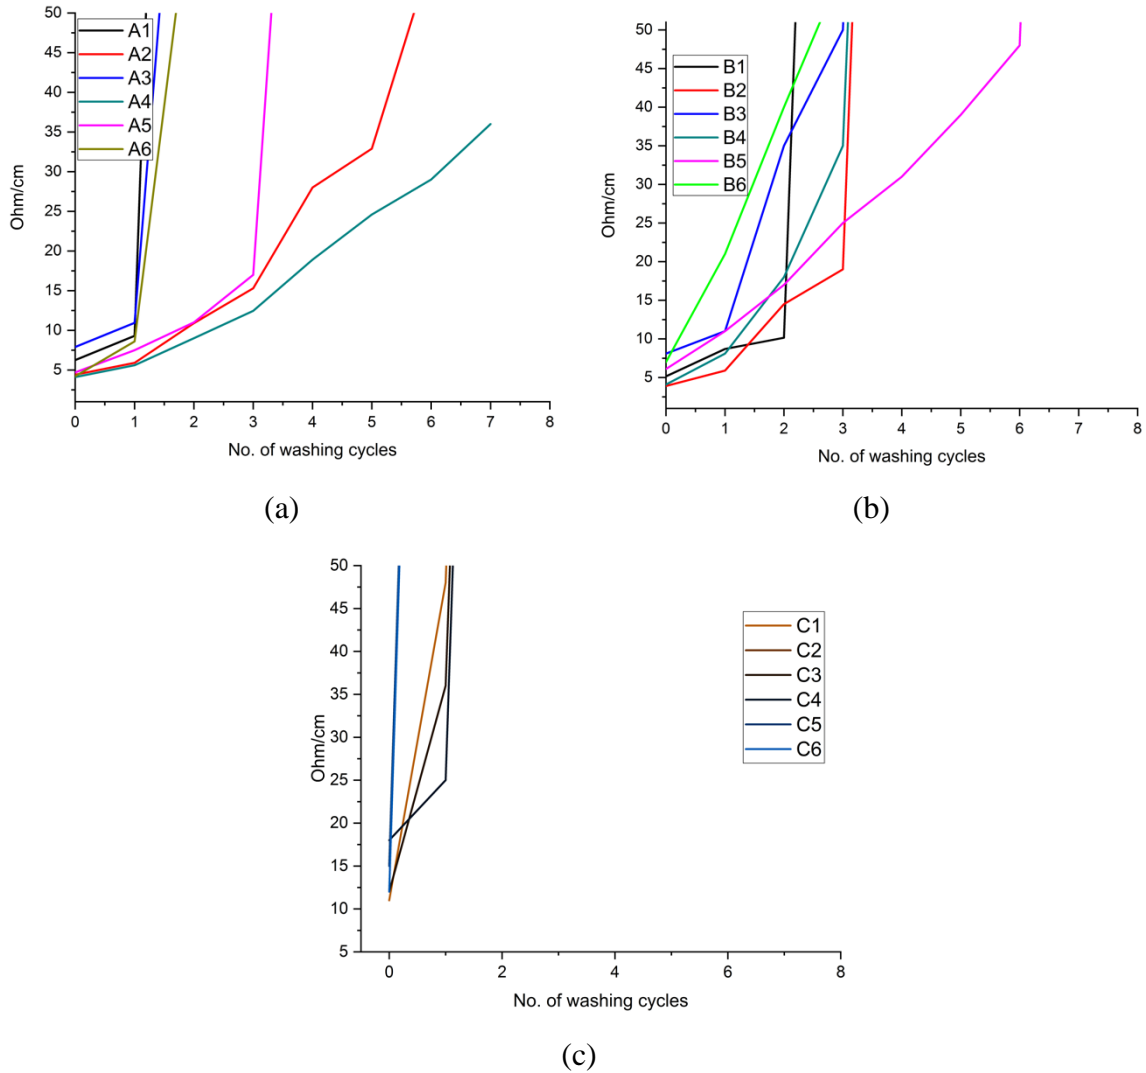 50
45
40
35
30
25
20
15
10
5
Ohm/cm
A1
A2
A3
A4
A5
A6
0 1 2 3 4 5 6 7 8
No. of washing cycles
(a)
50
45
40
35
30
25
20
15
10
5
Ohm/cm
B1
B2
B3
B4
B5
B6
0 1 2 3 4 5 6 7 8
No. of washing cycles
(b)
50
45
40
35
30
25
20
15
10
5
Ohm/cm
C1
C2
C3
C4
C5
C6
0 2 4 6 8
No. of washing cycles
(c)